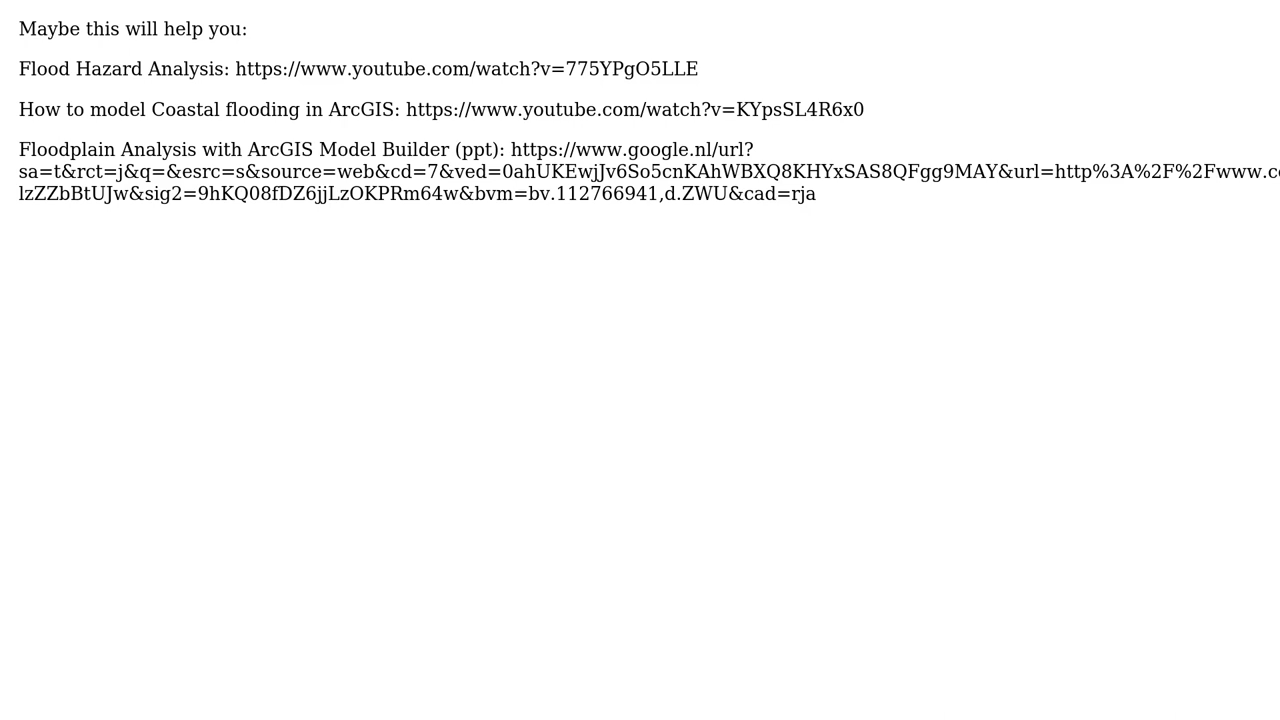 Maybe this will help you:
Flood Hazard Analysis: https://www.youtube.com/watch?v=775YPgO5LLE
How to model Coastal flooding in ArcGIS: https://www.youtube.com/watch?v=KYpsSL4R6x0
Floodplain Analysis with ArcGIS Model Builder (ppt): https://www.google.nl/url?
sa=t&rct=j&q=&esrc=s&source=web&cd=7&ved=0ahUKEwjJv6So5cnKAhWBXQ8KHYxSAS8QFgg9MAY&url=http%3A%2F%2Fwww.c
lzZZbBtUJw&sig2=9hKQ08fDZ6jjLzOKPRm64w&bvm=bv.112766941,d.ZWU&cad=rja